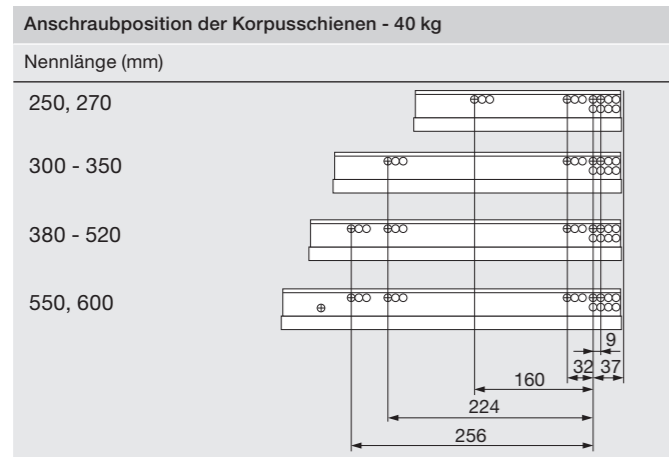 Anschraubposition der Korpusschienen - 40 kg
Nennlänge (mm)
250, 270
300 - 350
380 - 520
550, 600
9
32 37
160
224
256